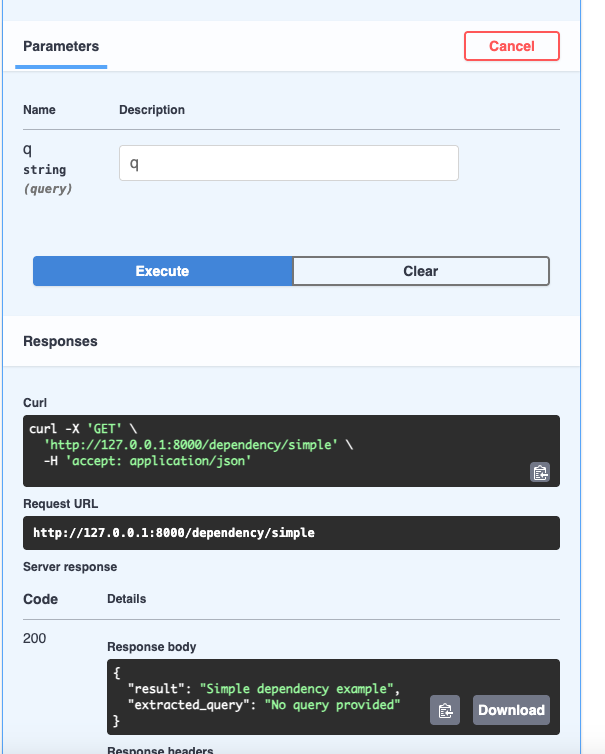 Parameters
Cancel
Name Description
q
string
(query)
q
Execute Clear
Responses
Curl
curl -X 'GET' \
'http://127.0.0.1:8000/dependency/simple' \
-H 'accept: application/json'
Request URL
http://127.0.0.1:8000/dependency/simple
Server response
Code Details
200
Response body
{
"result": "Simple dependency example",
"extracted_query": "No query provided"
}
Download
Response headers